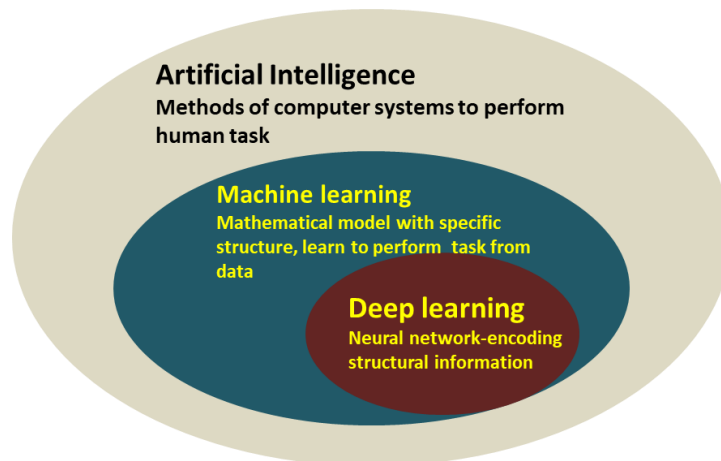 Artificial Intelligence
Methods of computer systems to perform
human task
Machine learning
Mathematical model with specific
structure, learn to perform task from
data
Deep learning
Neural network-encoding
structural information